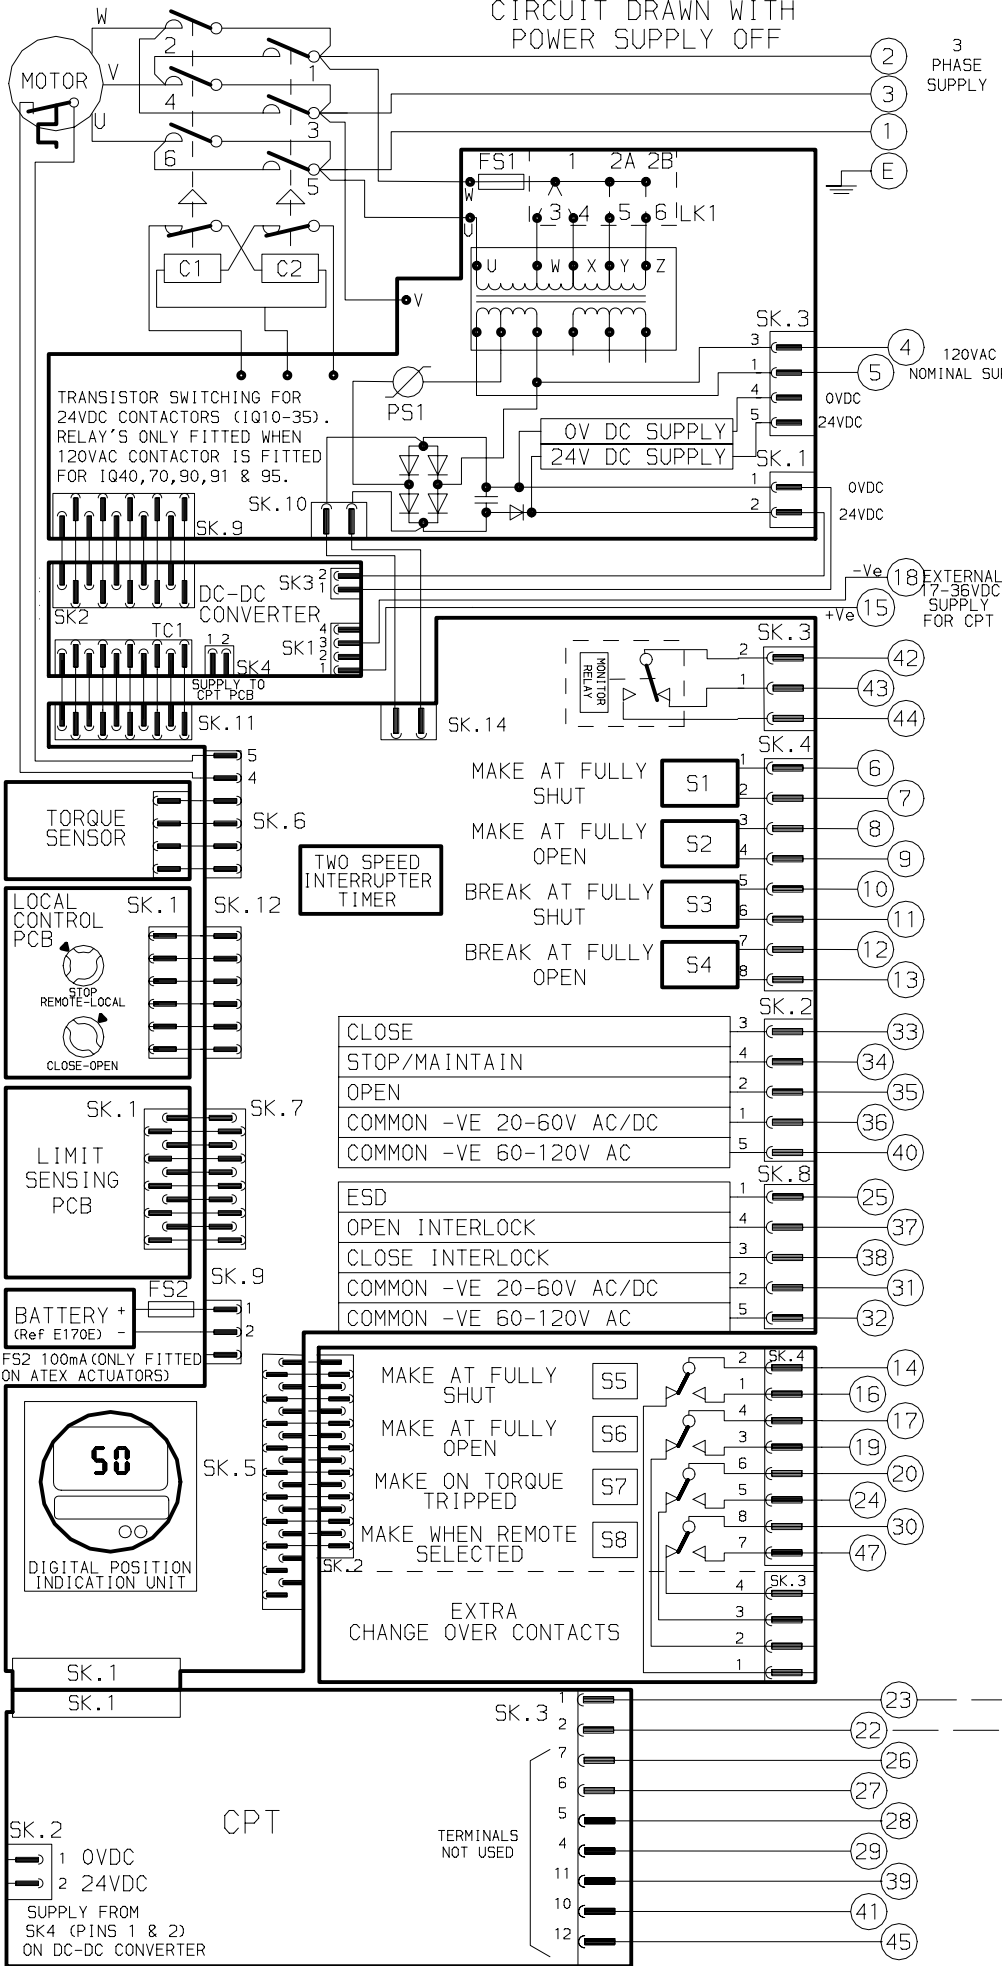 CIRCUIT DRAWN WITH
POWER SUPPLY OFF
W
MOTOR
V
U
2
4
6
1
3
5
2
3
1
E
3
PHASE
SUPPLY
C1
C2
FS1
1 2A 2B
W
U
3 4 5 6 LK1
U W X Y Z
V
PS1
SK.3
3
1
4
5
4
5
120VAC
NOMINAL SU
0VDC
24VDC
0V DC SUPPLY
24V DC SUPPLY
SK.1
1
2
0VDC
24VDC
TRANSISTOR SWITCHING FOR
24VDC CONTACTORS (IQ10-35).
RELAY'S ONLY FITTED WHEN
120VAC CONTACTOR IS FITTED
FOR IQ40,70,90,91 & 95.
SK.9
SK.10
SK2
DC-DC
CONVERTER
SK3
2
1
TC1
1 2
SK4
SUPPLY TO
CPT PCB
SK1
4
3
2
1
-Ve
18
+Ve
15
EXTERNAL
17-36VDC
SUPPLY
FOR CPT
SK.11
SK.14
MONITOR
RELAY
SK.3
2
1
42
43
44
5
4
TORQUE
SENSOR
SK.6
TWO SPEED
INTERRUPTER
TIMER
SK.4
MAKE AT FULLY
SHUT
S1
1
2
6
7
MAKE AT FULLY
OPEN
S2
3
4
8
9
BREAK AT FULLY
SHUT
S3
5
6
10
11
BREAK AT FULLY
OPEN
S4
7
8
12
13
LOCAL
CONTROL
PCB
SK.1
SK.12
STOP
REMOTE-LOCAL
CLOSE-OPEN
SK.2
CLOSE 3 33
STOP/MAINTAIN 4 34
OPEN 2 35
COMMON -VE 20-60V AC/DC 1 36
COMMON -VE 60-120V AC 5 40
LIMIT
SENSING
PCB
SK.1
SK.7
SK.8
ESD 1 25
OPEN INTERLOCK 4 37
CLOSE INTERLOCK 3 38
COMMON -VE 20-60V AC/DC 2 31
COMMON -VE 60-120V AC 5 32
SK.9
FS2
BATTERY +
(Ref E170E) -
1
2
FS2 100mA(ONLY FITTED
ON ATEX ACTUATORS)
50
DIGITAL POSITION
INDICATION UNIT
SK.5
SK.2
SK.4
MAKE AT FULLY
SHUT
S5
2
1
14
16
MAKE AT FULLY
OPEN
S6
4
3
17
19
MAKE ON TORQUE
TRIPPED
S7
6
5
20
24
MAKE WHEN REMOTE
SELECTED
S8
8
7
30
47
SK.3
4
3
2
1
EXTRA
CHANGE OVER CONTACTS
SK.1
SK.1
CPT
SK.3
1 23
2 22
7 26
6 27
5 28
4 29
11 39
10 41
12 45
TERMINALS
NOT USED
SK.2
1 0VDC
2 24VDC
SUPPLY FROM
SK4 (PINS 1 & 2)
ON DC-DC CONVERTER